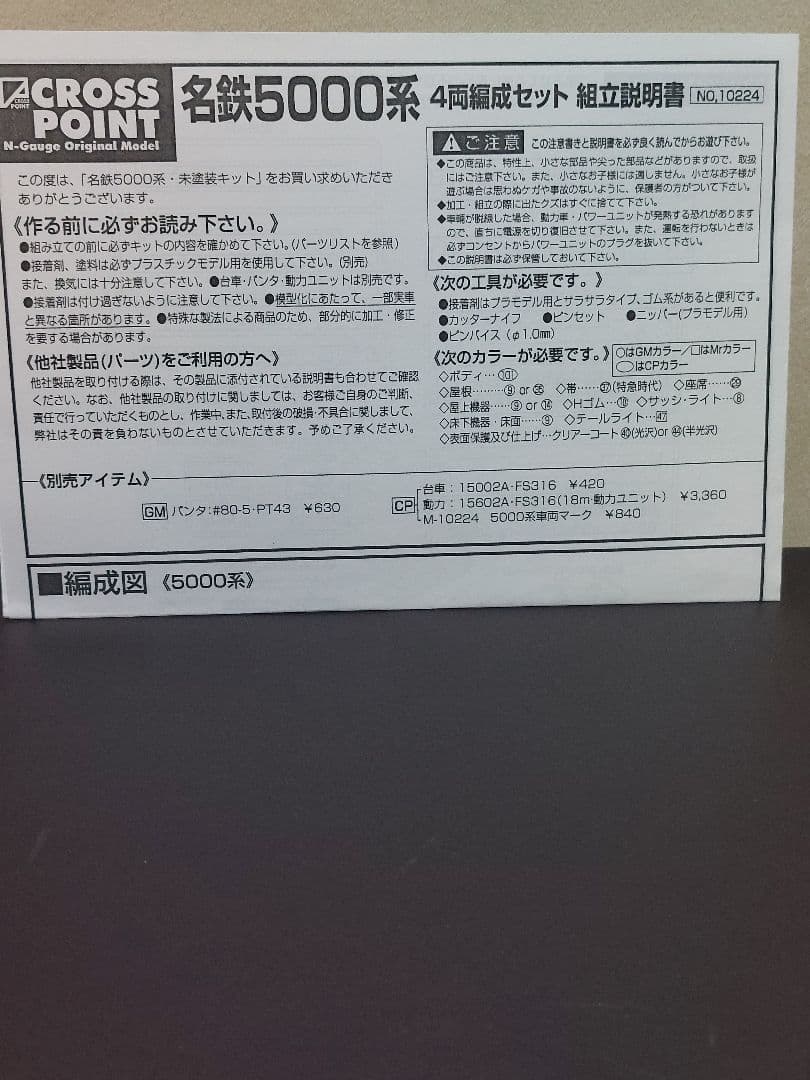 CROSS
POINT
N-Gauge Original Model
名鉄5000系 4両編成セット 組立説明書 NO,10224
この度は、「名鉄5000系・未塗装キット」をお買い求めいただき
ありがとうございます。
《作る前に必ずお読み下さい。》
●組み立ての前に必ずキットの内容を確かめて下さい。(パーツリストを参照)
●接着剤、塗料は必ずプラスチックモデル用を使用して下さい。(別売)
また、換気には十分注意して下さい。●台車・パンタ・動力ユニットは別売です。
●接着剤は付け過ぎないように注意して下さい。●模型化にあたって、一部実車
と異なる箇所があります。●特殊な製法による商品のため、部分的に加工・修正
を要する場合があります。
《他社製品(パーツ)をご利用の方へ》
他社製品を取り付ける際は、その製品に添付されている説明書も合わせてご確認
ください。なお、他社製品の取り付けに関しましては、お客様ご自身のご判断、
責任で行っていただくものとし、作業中、また、取付後の破損・不具合に関しまして、
弊社はその責を負わないものとさせていただきます。予めご了承ください。
ご注意 この注意書きと説明書を必ず良く読んでからお遊び下さい。
◆この商品は、特性上、小さな部品や尖った部品などがありますので、取扱
にはご注意下さい。また、小さなお子様には適しません。小さなお子様が
遊ぶ場合は思わぬケガや事故のないように、保護者の方がついて下さい。
◆加工・組立の際に出たクズはすぐに捨てて下さい。
◆車輌が脱線した場合、動力車・パワーユニットが発熱する恐れがあります
ので、直ちに電源を切り復旧させて下さい。また、運転を行わないときは
必ずコンセントからパワーユニットのプラグを抜いて下さい。
◆この説明書は必ず保管しておいて下さい。
《次の工具が必要です。》
●接着剤はプラモデル用とサラサラタイプ、ゴム系があると便利です。
●カッターナイフ ●ピンセット ●ニッパー(プラモデル用)
●ピンバイス(φ1.0mm)
《次のカラーが必要です。》 ○はGMカラー/□はMrカラー
○はCPカラー
◇ボディ…101
◇屋根………⑨ or ㉟ ◇帯…㊲(特急時代) ◇座席…㉙
◇屋上機器……⑨ or ⑭ ◇Hゴム…⑩ ◇サッシ・ライト…⑧
◇床下機器・床面……⑨ ◇テールライト…47
◇表面保護及び仕上げ…クリアーコート㊵(光沢)or ㊹(半光沢)
《別売アイテム》
GM パンタ:#80-5・PT43 ¥630
CP 台車:15002A・FS316 ¥420
動力:15602A・FS316(18m・動力ユニット) ¥3,360
M-10224 5000系車両マーク ¥840
■編成図《5000系》